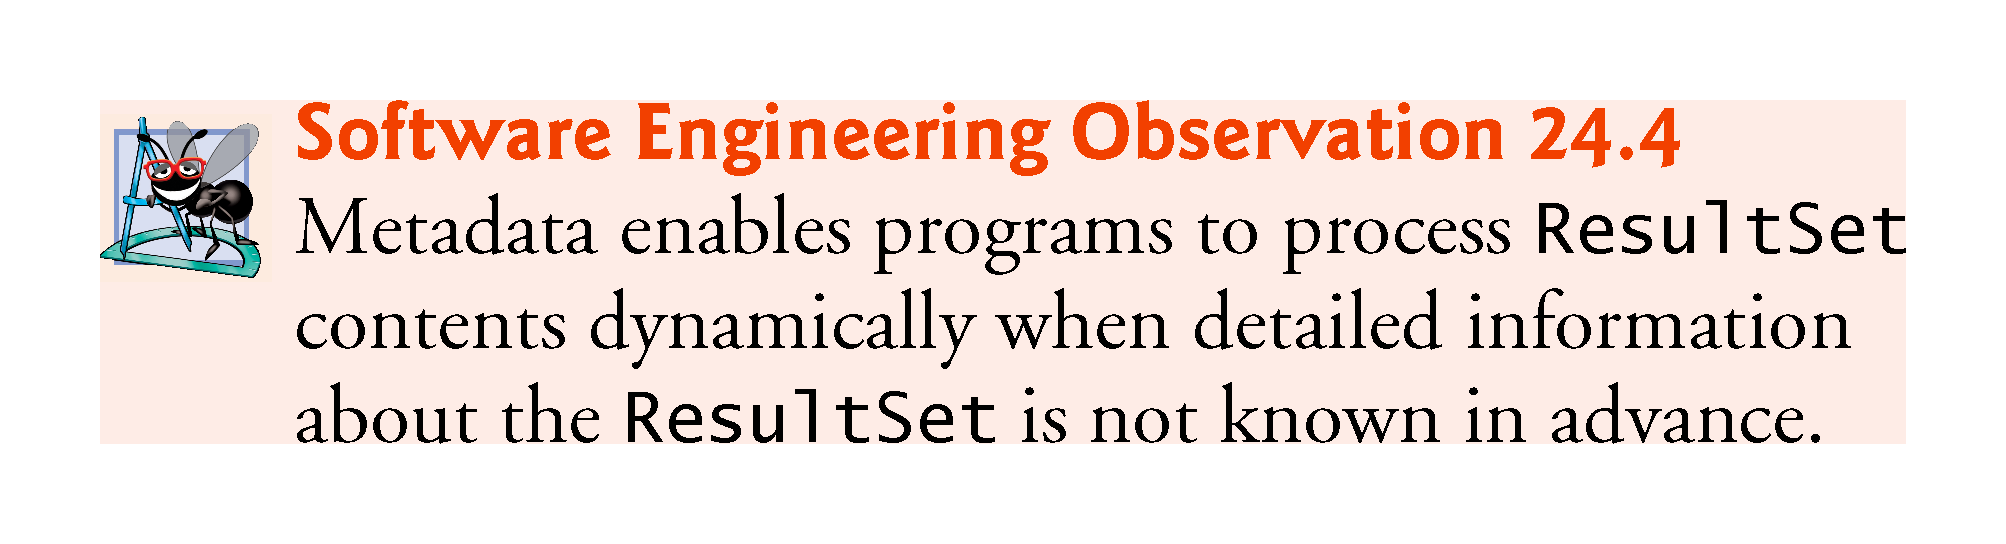 Software Engineering Observation 24.4
Metadata enables programs to process ResultSet
contents dynamically when detailed information
about the ResultSet is not known in advance.